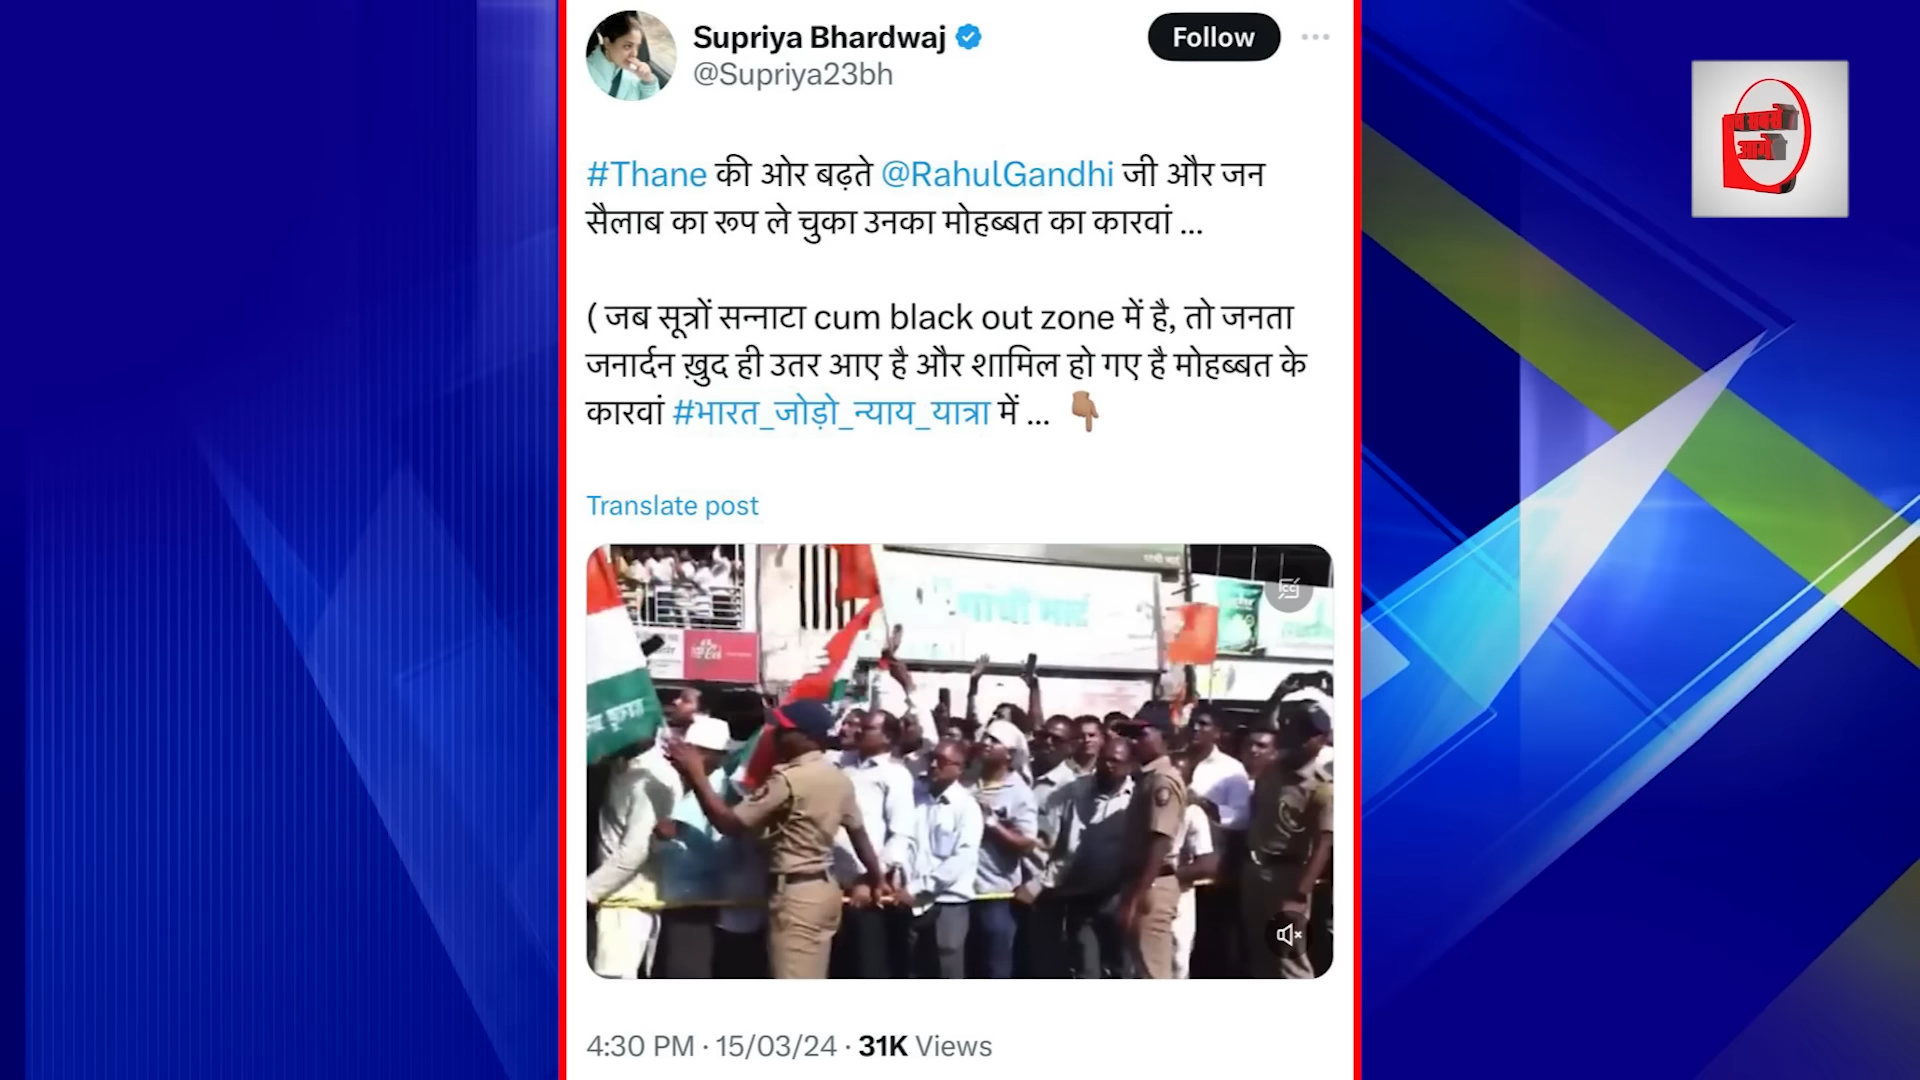 Supriya Bhardwaj
Follow
@Supriya23bh
#Thane की ओर बढ़ते @RahulGandhi जी और जन
सैलाब का रूप ले चुका उनका मोहब्बत का कारवां ...
( जब सूत्रों सन्नाटा cum black out zone में है, तो जनता
जनार्दन ख़ुद ही उतर आए है और शामिल हो गए है मोहब्बत के
कारवां #भारत_जोड़ो_न्याय_यात्रा में ...
Translate post
4:30 PM · 15/03/24 · 31K Views
सबसे
आगे